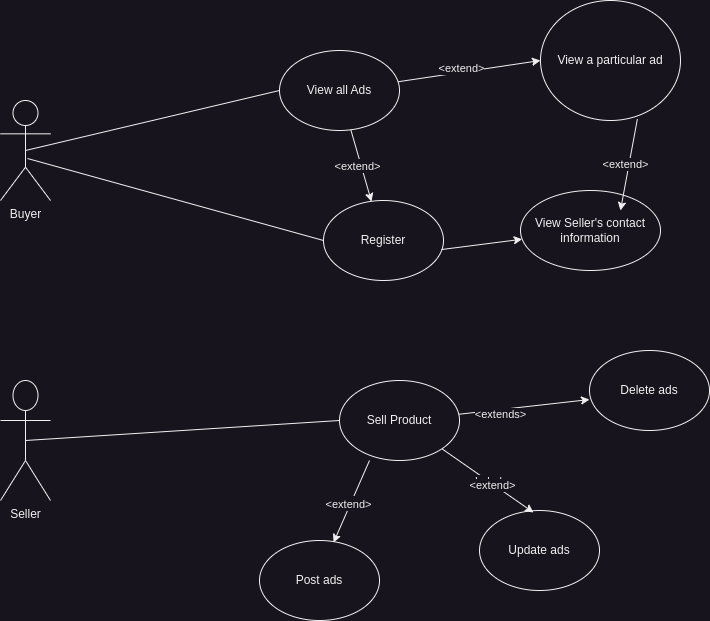 View a particular ad
<extend>
View all Ads
<extend>
<extend>
Buyer
Register
View Seller's contact
information
Delete ads
Sell Product
<extends>
<extend>
<extend>
Seller
Update ads
Post ads